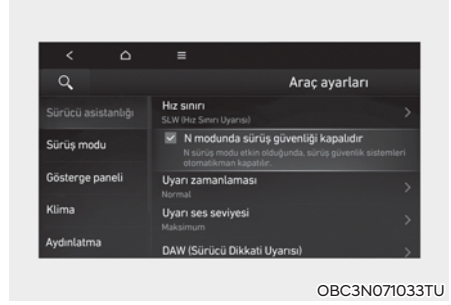 Araç ayarları
Sürücü asistanlığı
Sürüş modu
Gösterge paneli
Klima
Aydınlatma
Hız sınırı
SLW (Hız Sınırı Uyarısı)
N modunda sürüş güvenliği kapalıdır
N sürüş modu etkin olduğunda, sürüş güvenlik sistemleri
otomatikman kapatılır.
Uyarı zamanlaması
Normal
Uyarı ses seviyesi
Maksimum
DAW (Sürücü Dikkati Uyarısı)
OBC3N071033TU